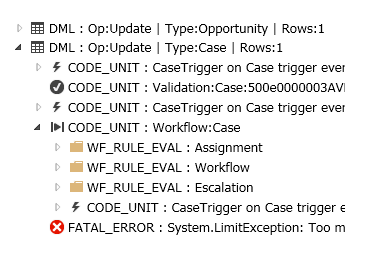 DML : Op:Update | Type:Opportunity | Rows:1
DML : Op:Update | Type:Case | Rows:1
CODE_UNIT : CaseTrigger on Case trigger
CODE_UNIT : Validation:Case:500e0000003AV
CODE_UNIT : CaseTrigger on Case trigger
CODE_UNIT : Workflow:Case
WF_RULE_EVAL : Assignment
WF_RULE_EVAL : Workflow
WF_RULE_EVAL : Escalation
CODE_UNIT : CaseTrigger on Case trigger
FATAL_ERROR : System.LimitException: Too